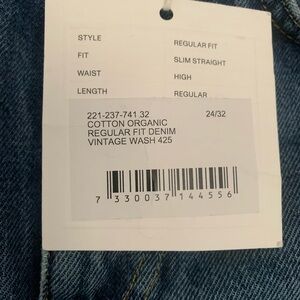 STYLE REGULAR FIT
FIT SLIM STRAIGHT
WAIST HIGH
LENGTH REGULAR
221-237-741.32 24/32
COTTON ORGANIC
REGULAR FIT DENIM
VINTAGE WASH 425
7 330037 144556